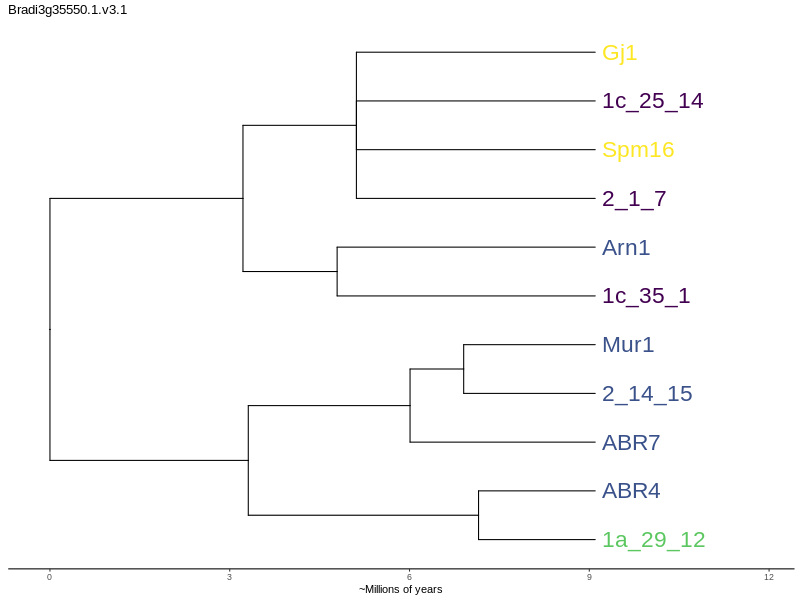 Bradi3g35550.1.v3.1
Gj1
1c_25_14
Spm16
2_1_7
Arn1
1c_35_1
Mur1
2_14_15
ABR7
ABR4
1a_29_12
0 3 6 9 12
~Millions of years